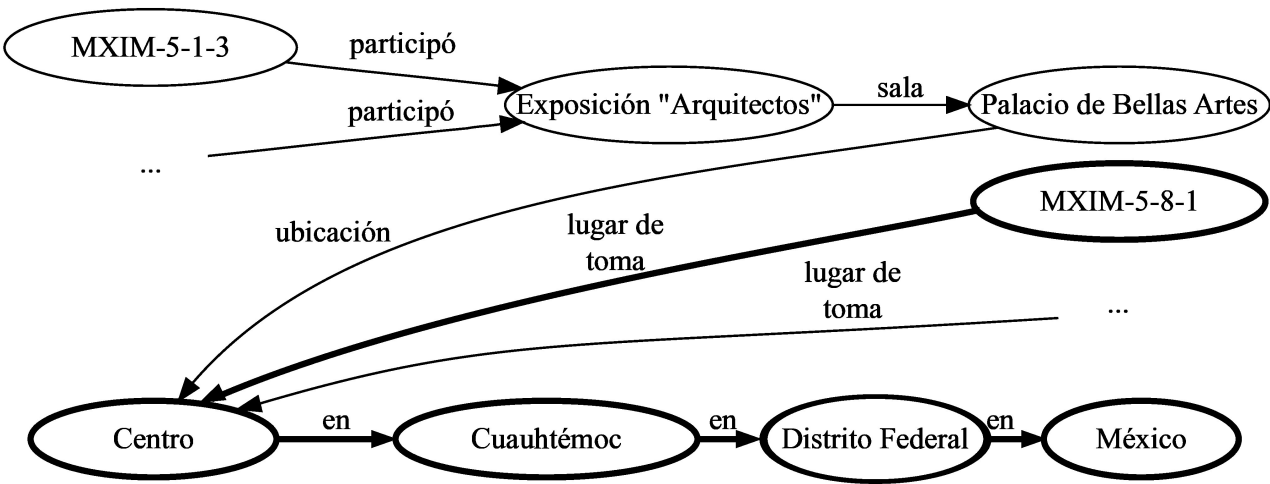 MXIM-5-1-3
participó
participó
...
Exposición "Arquitectos"
sala
Palacio de Bellas Artes
MXIM-5-8-1
ubicación
lugar de
toma
lugar de
toma
...
Centro
en
Cuauhtémoc
en
Distrito Federal
en
México